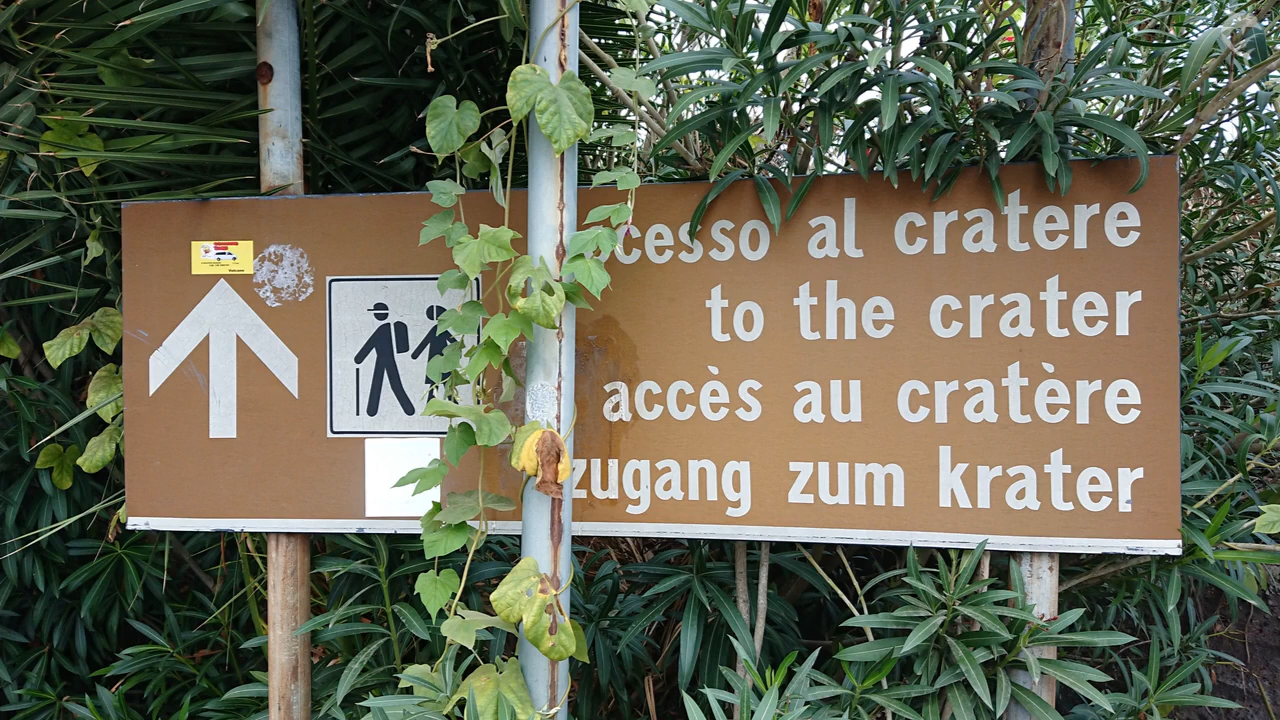 cesso al cratere
to the crater
accès au cratère
zugang zum krater